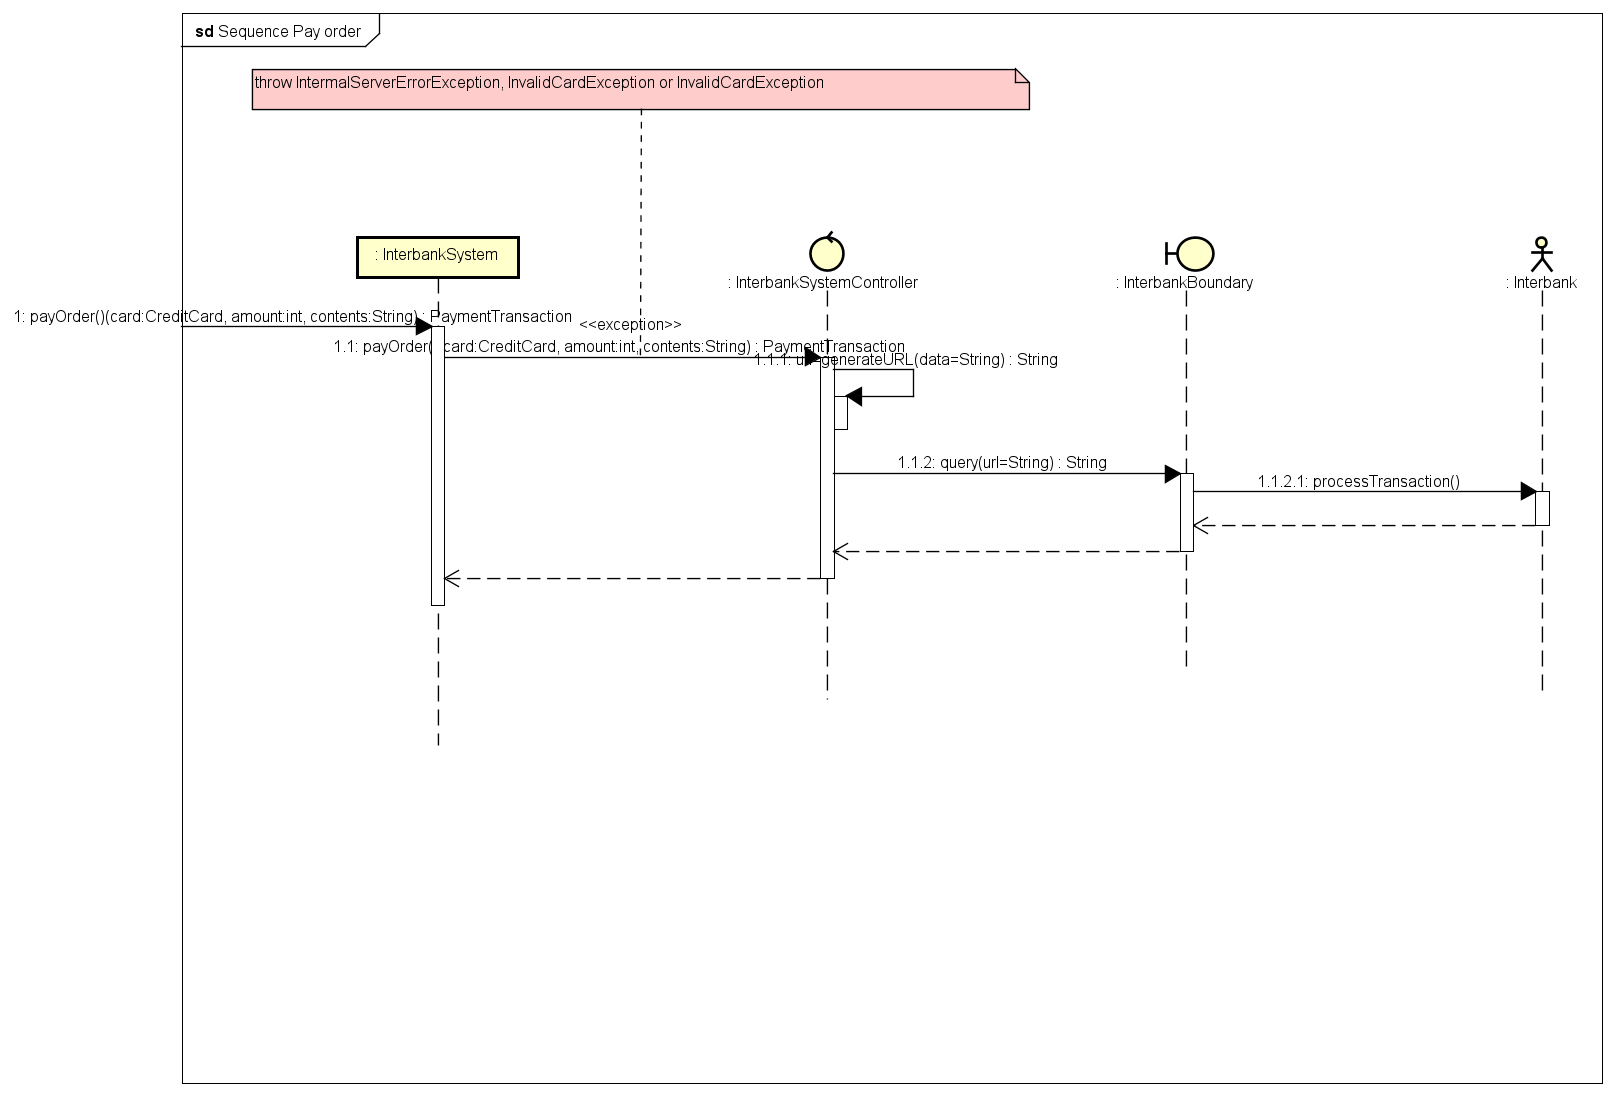 sd Sequence Pay order
throw IntermalServerErrorException, InvalidCardException or InvalidCardException
: InterbankSystem
: InterbankSystemController
: InterbankBoundary
: Interbank
1: payOrder()(card:CreditCard, amount:int, contents:String) : PaymentTransaction
<<exception>>
1.1: payOrder( card:CreditCard, amount:int, contents:String) : PaymentTransaction
1.1.1: generateURL(data=String) : String
1.1.2: query(url=String) : String
1.1.2.1: processTransaction()